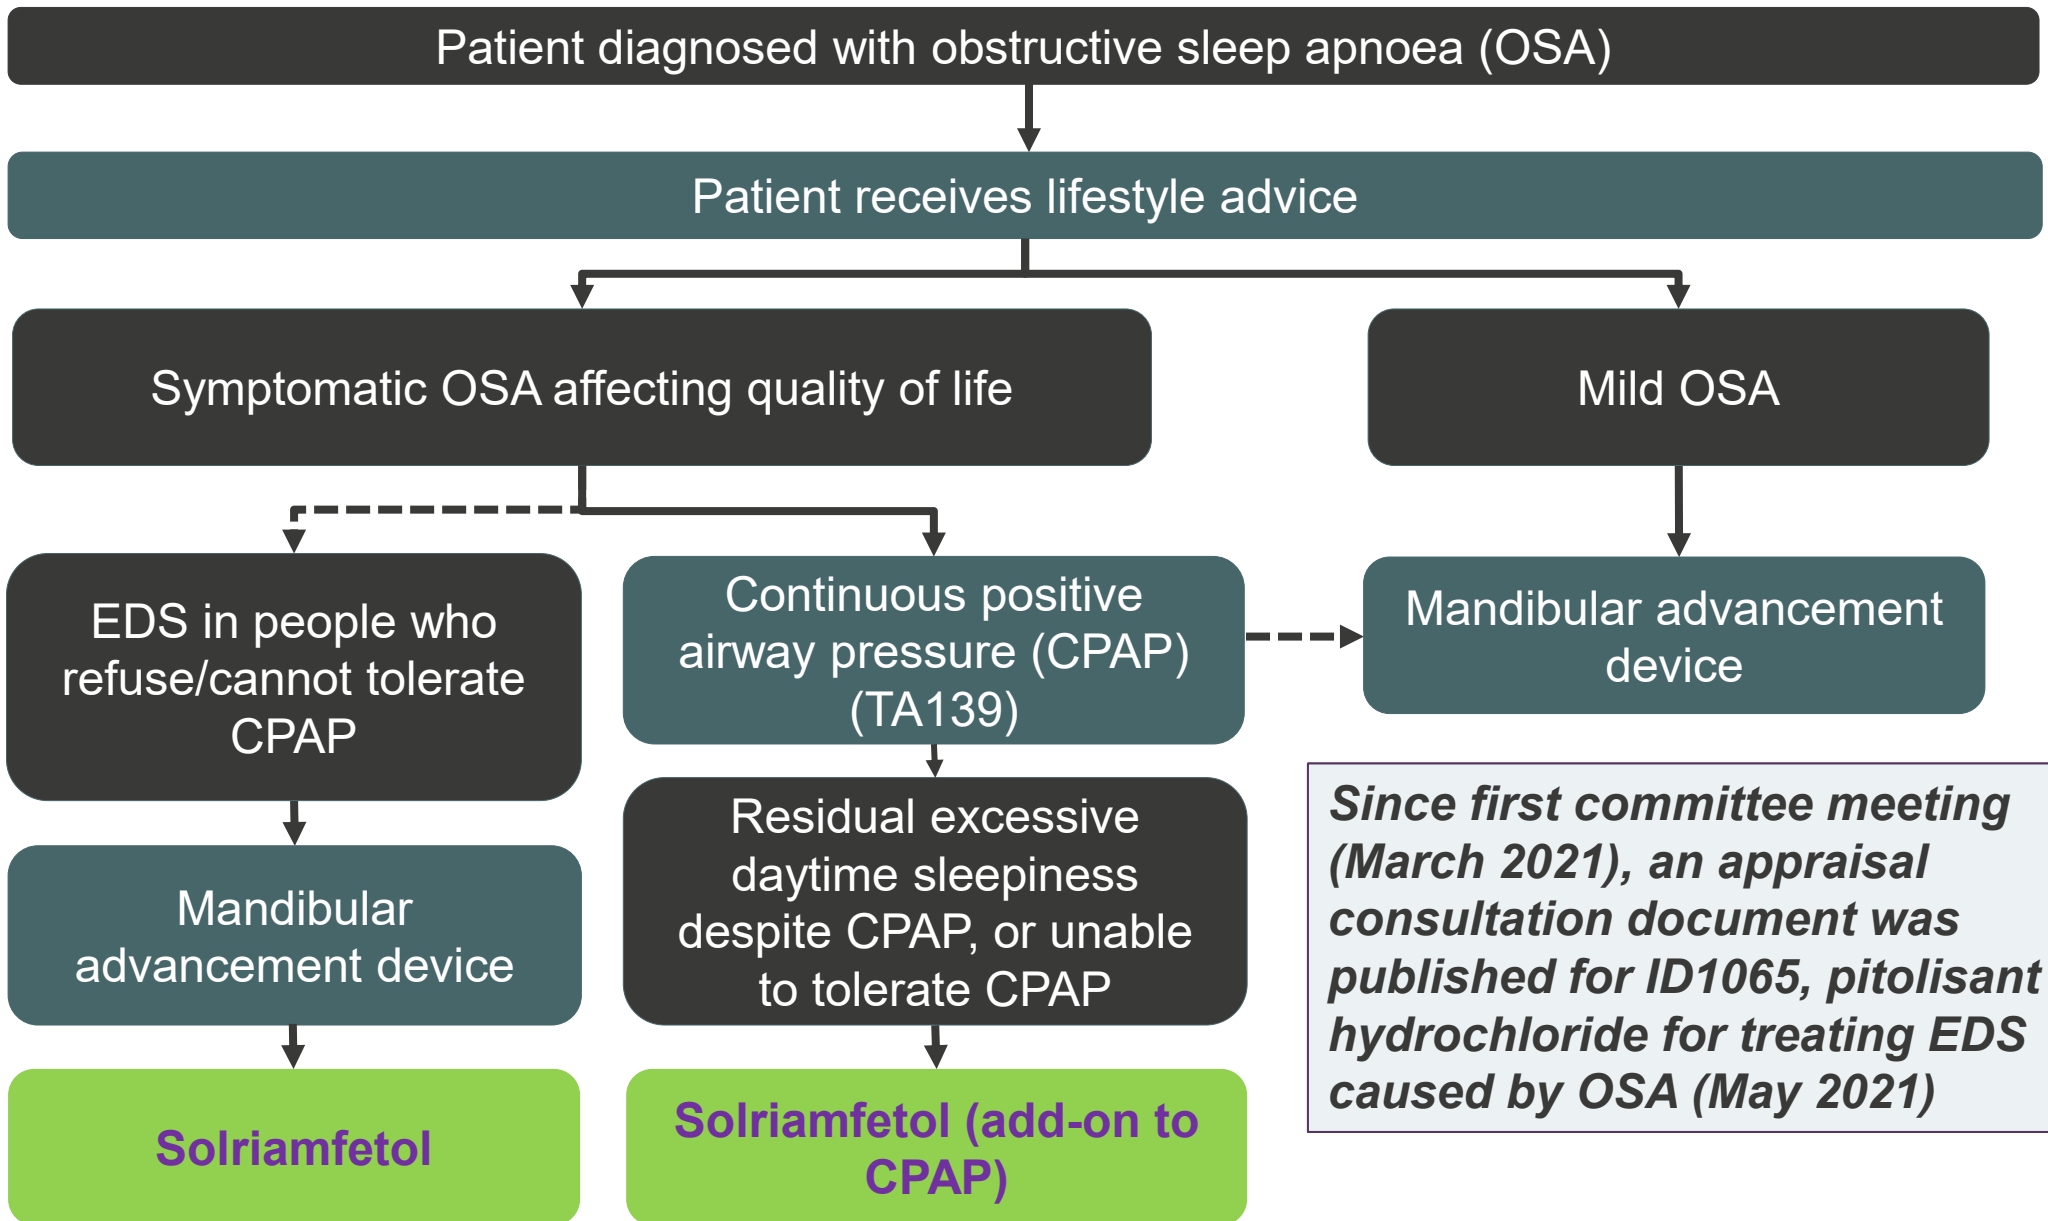 Patient diagnosed with obstructive sleep apnoea (OSA)
Patient receives lifestyle advice
Symptomatic OSA affecting quality of life
Mild OSA
EDS in people who
refuse/cannot tolerate
CPAP
Continuous positive
airway pressure (CPAP)
(TA139)
Mandibular advancement
device
Mandibular
advancement device
Residual excessive
daytime sleepiness
despite CPAP, or unable
to tolerate CPAP
Since first committee meeting
(March 2021), an appraisal
consultation document was
published for ID1065, pitolisant
hydrochloride for treating EDS
caused by OSA (May 2021)
Solriamfetol
Solriamfetol (add-on to
CPAP)